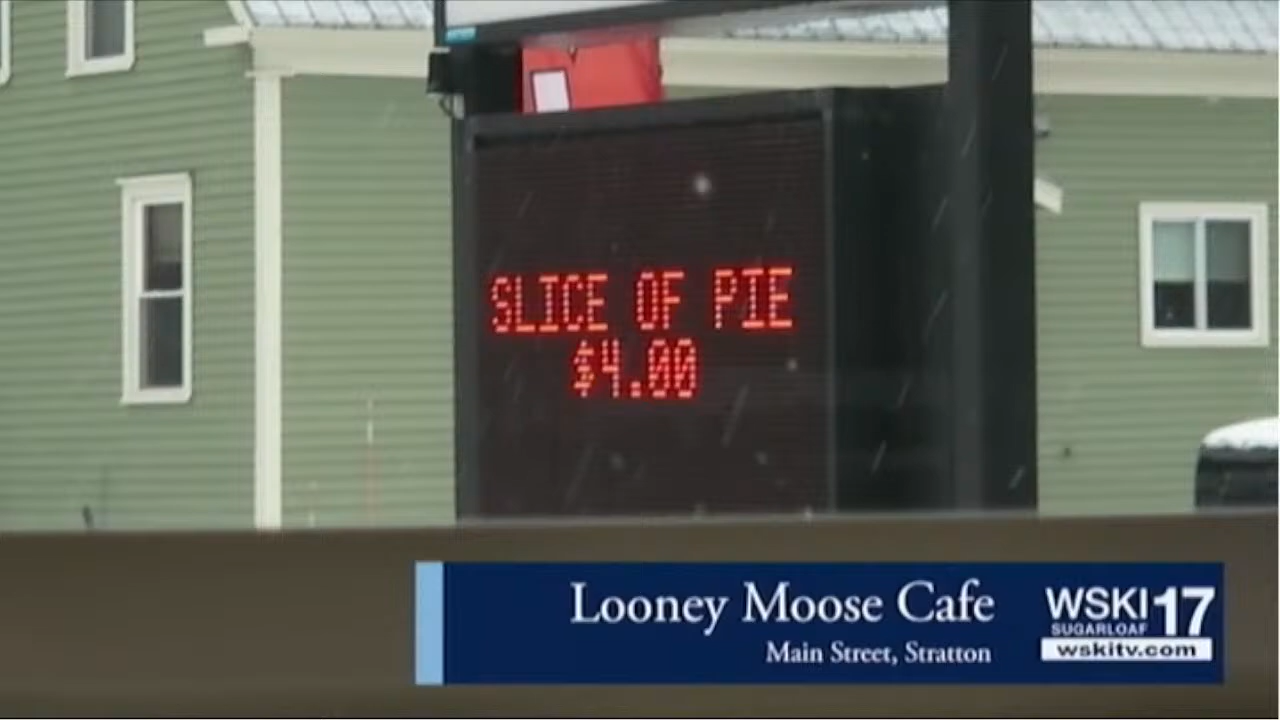 SLICE OF PIE
$4.00
Looney Moose Cafe
Main Street, Stratton
WSKI 17
SUGARLOAF
wskitv.com